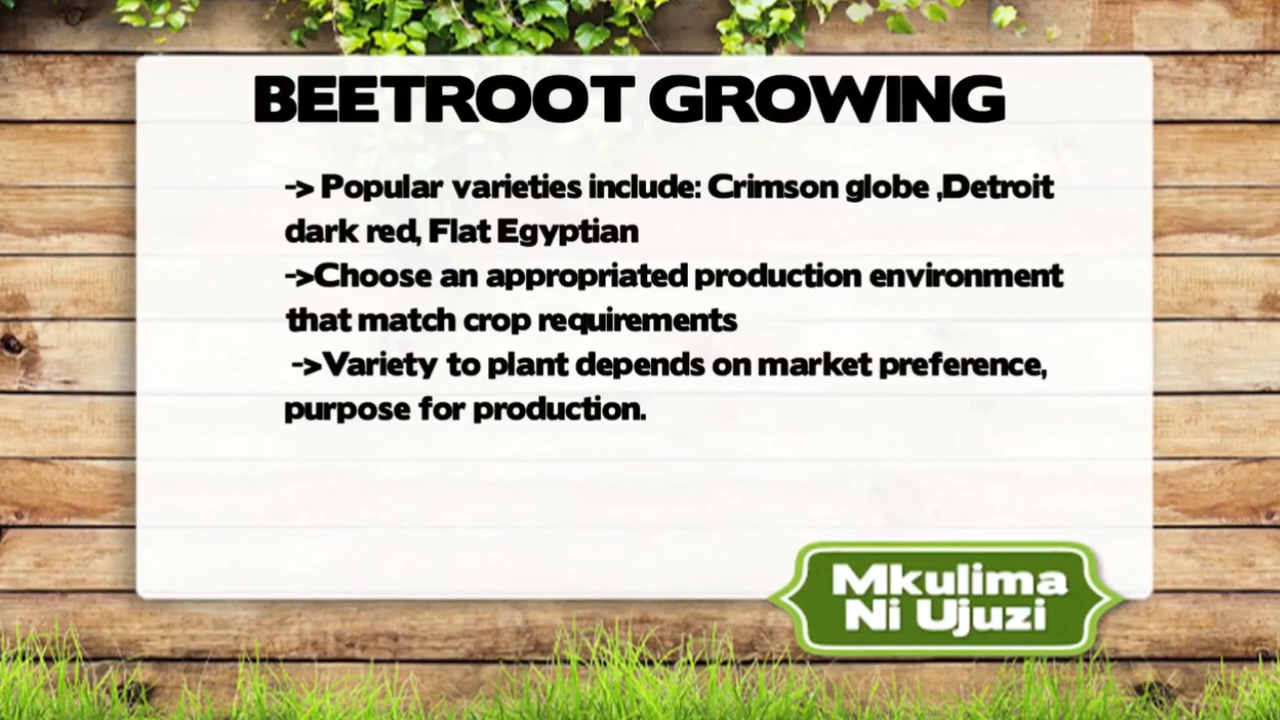 BEETROOT GROWING
-> Popular varieties include: Crimson globe ,Detroit
dark red, Flat Egyptian
->Choose an appropriated production environment
that match crop requirements
->Variety to plant depends on market preference,
purpose for production.
Mkulima
Ni Ujuzi